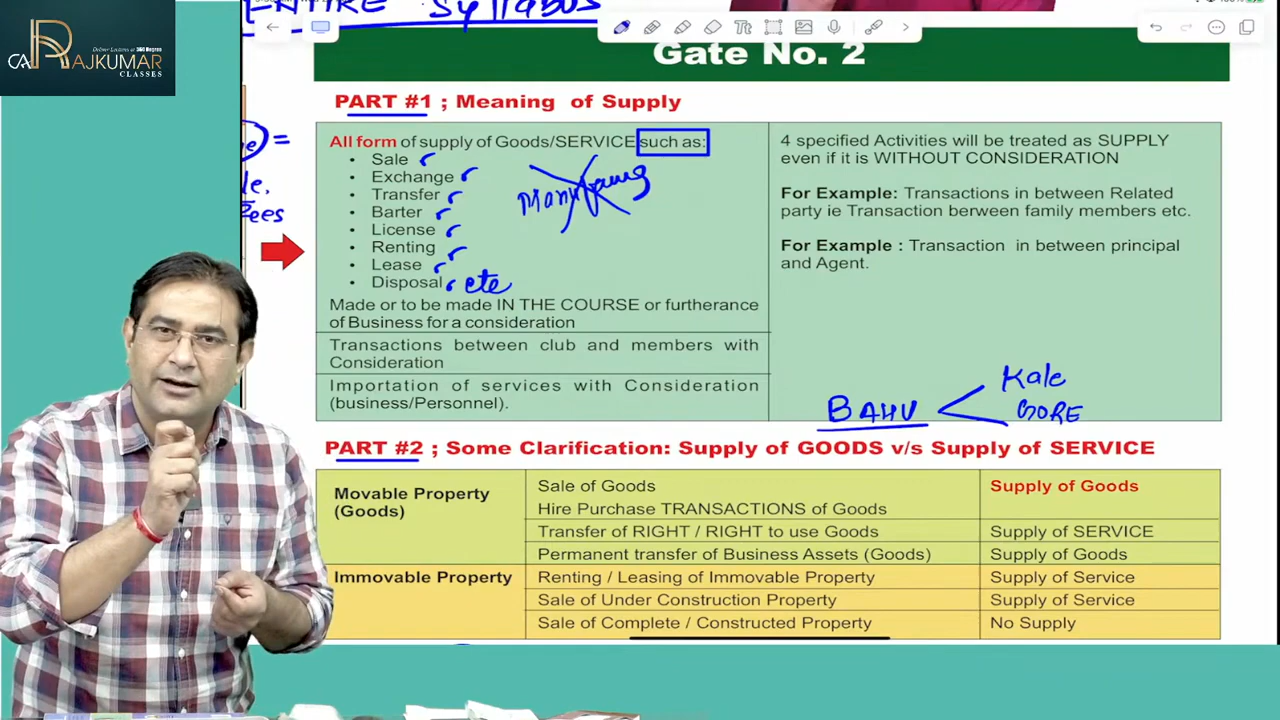 ENTIRE Syllabus
CA RAJKUMAR
Deliver Lectures at 360 Degree
CLASSES
Gate No. 2
PART #1 ; Meaning of Supply
All form of supply of Goods/SERVICE such as:
• Sale
• Exchange
• Transfer
• Barter
• License
• Renting
• Lease
• Disposal etc
Made or to be made IN THE COURSE or furtherance
of Business for a consideration
Transactions between club and members with
Consideration
Importation of services with Consideration
(business/Personnel).
4 specified Activities will be treated as SUPPLY
even if it is WITHOUT CONSIDERATION
For Example: Transactions in between Related
party ie Transaction berween family members etc.
For Example : Transaction in between principal
and Agent.
BAHU
Kale
GORE
PART #2 ; Some Clarification: Supply of GOODS v/s Supply of SERVICE
Movable Property
(Goods)
Sale of Goods
Supply of Goods
Hire Purchase TRANSACTIONS of Goods
Transfer of RIGHT / RIGHT to use Goods
Supply of SERVICE
Permanent transfer of Business Assets (Goods)
Supply of Goods
Immovable Property
Renting / Leasing of Immovable Property
Supply of Service
Sale of Under Construction Property
Supply of Service
Sale of Complete / Constructed Property
No Supply